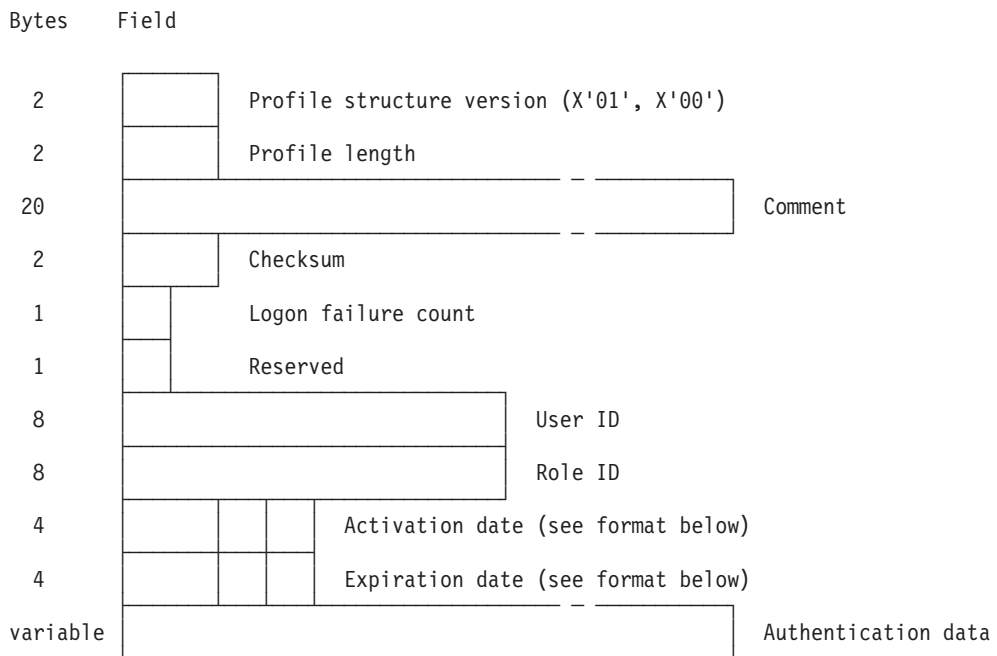 Bytes Field
2 Profile structure version (X'01', X'00')
2 Profile length
20 Comment
2 Checksum
1 Logon failure count
1 Reserved
8 User ID
8 Role ID
4 Activation date (see format below)
4 Expiration date (see format below)
variable Authentication data